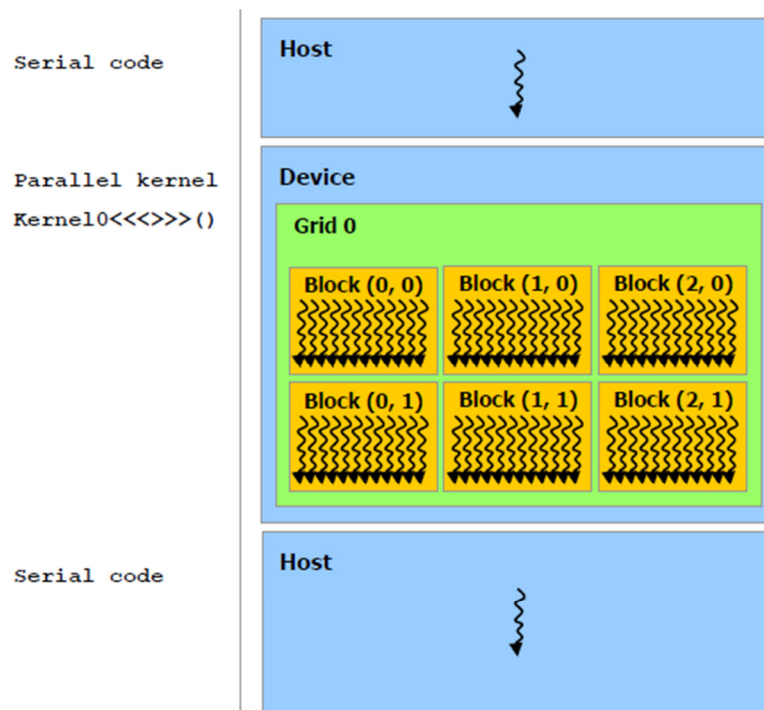 Serial code
Host
Parallel kernel
Kernel0<<<>>>()
Device
Grid 0
Block (0, 0)
Block (1, 0)
Block (2, 0)
Block (0, 1)
Block (1, 1)
Block (2, 1)
Serial code
Host